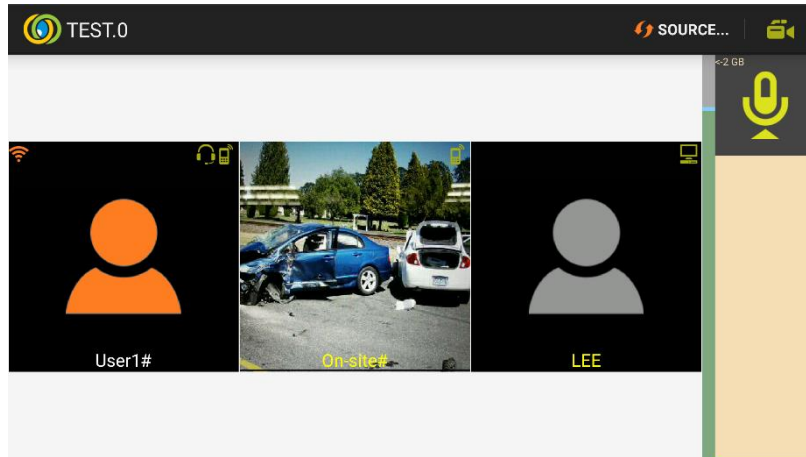 TEST.0
SOURCE...
<-2 GB
User1#
On-site#
LEE